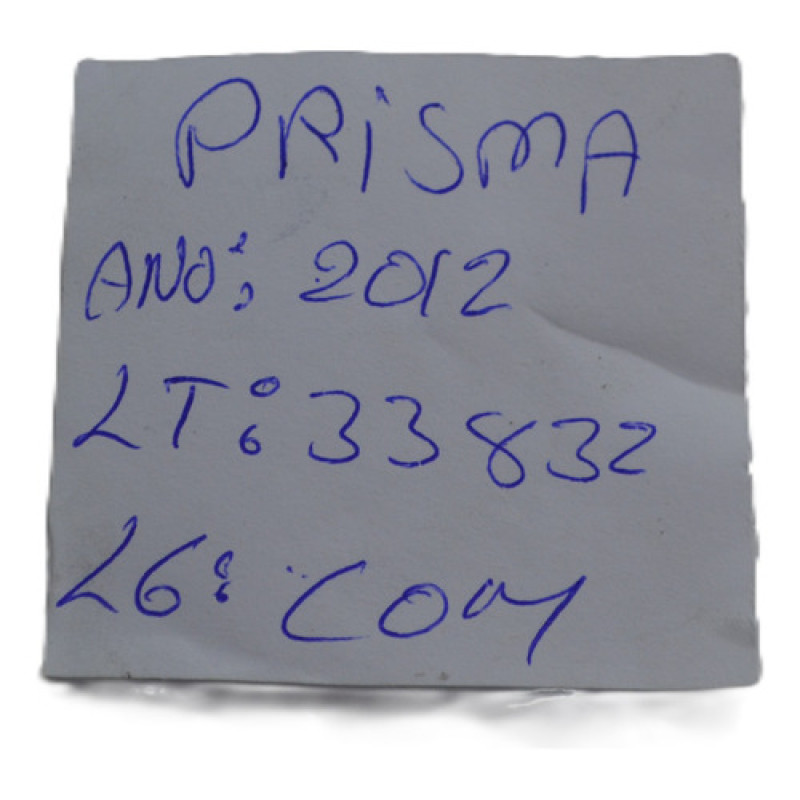 PRiSMA
ANO: 2012
LT: 33832
LG: COM